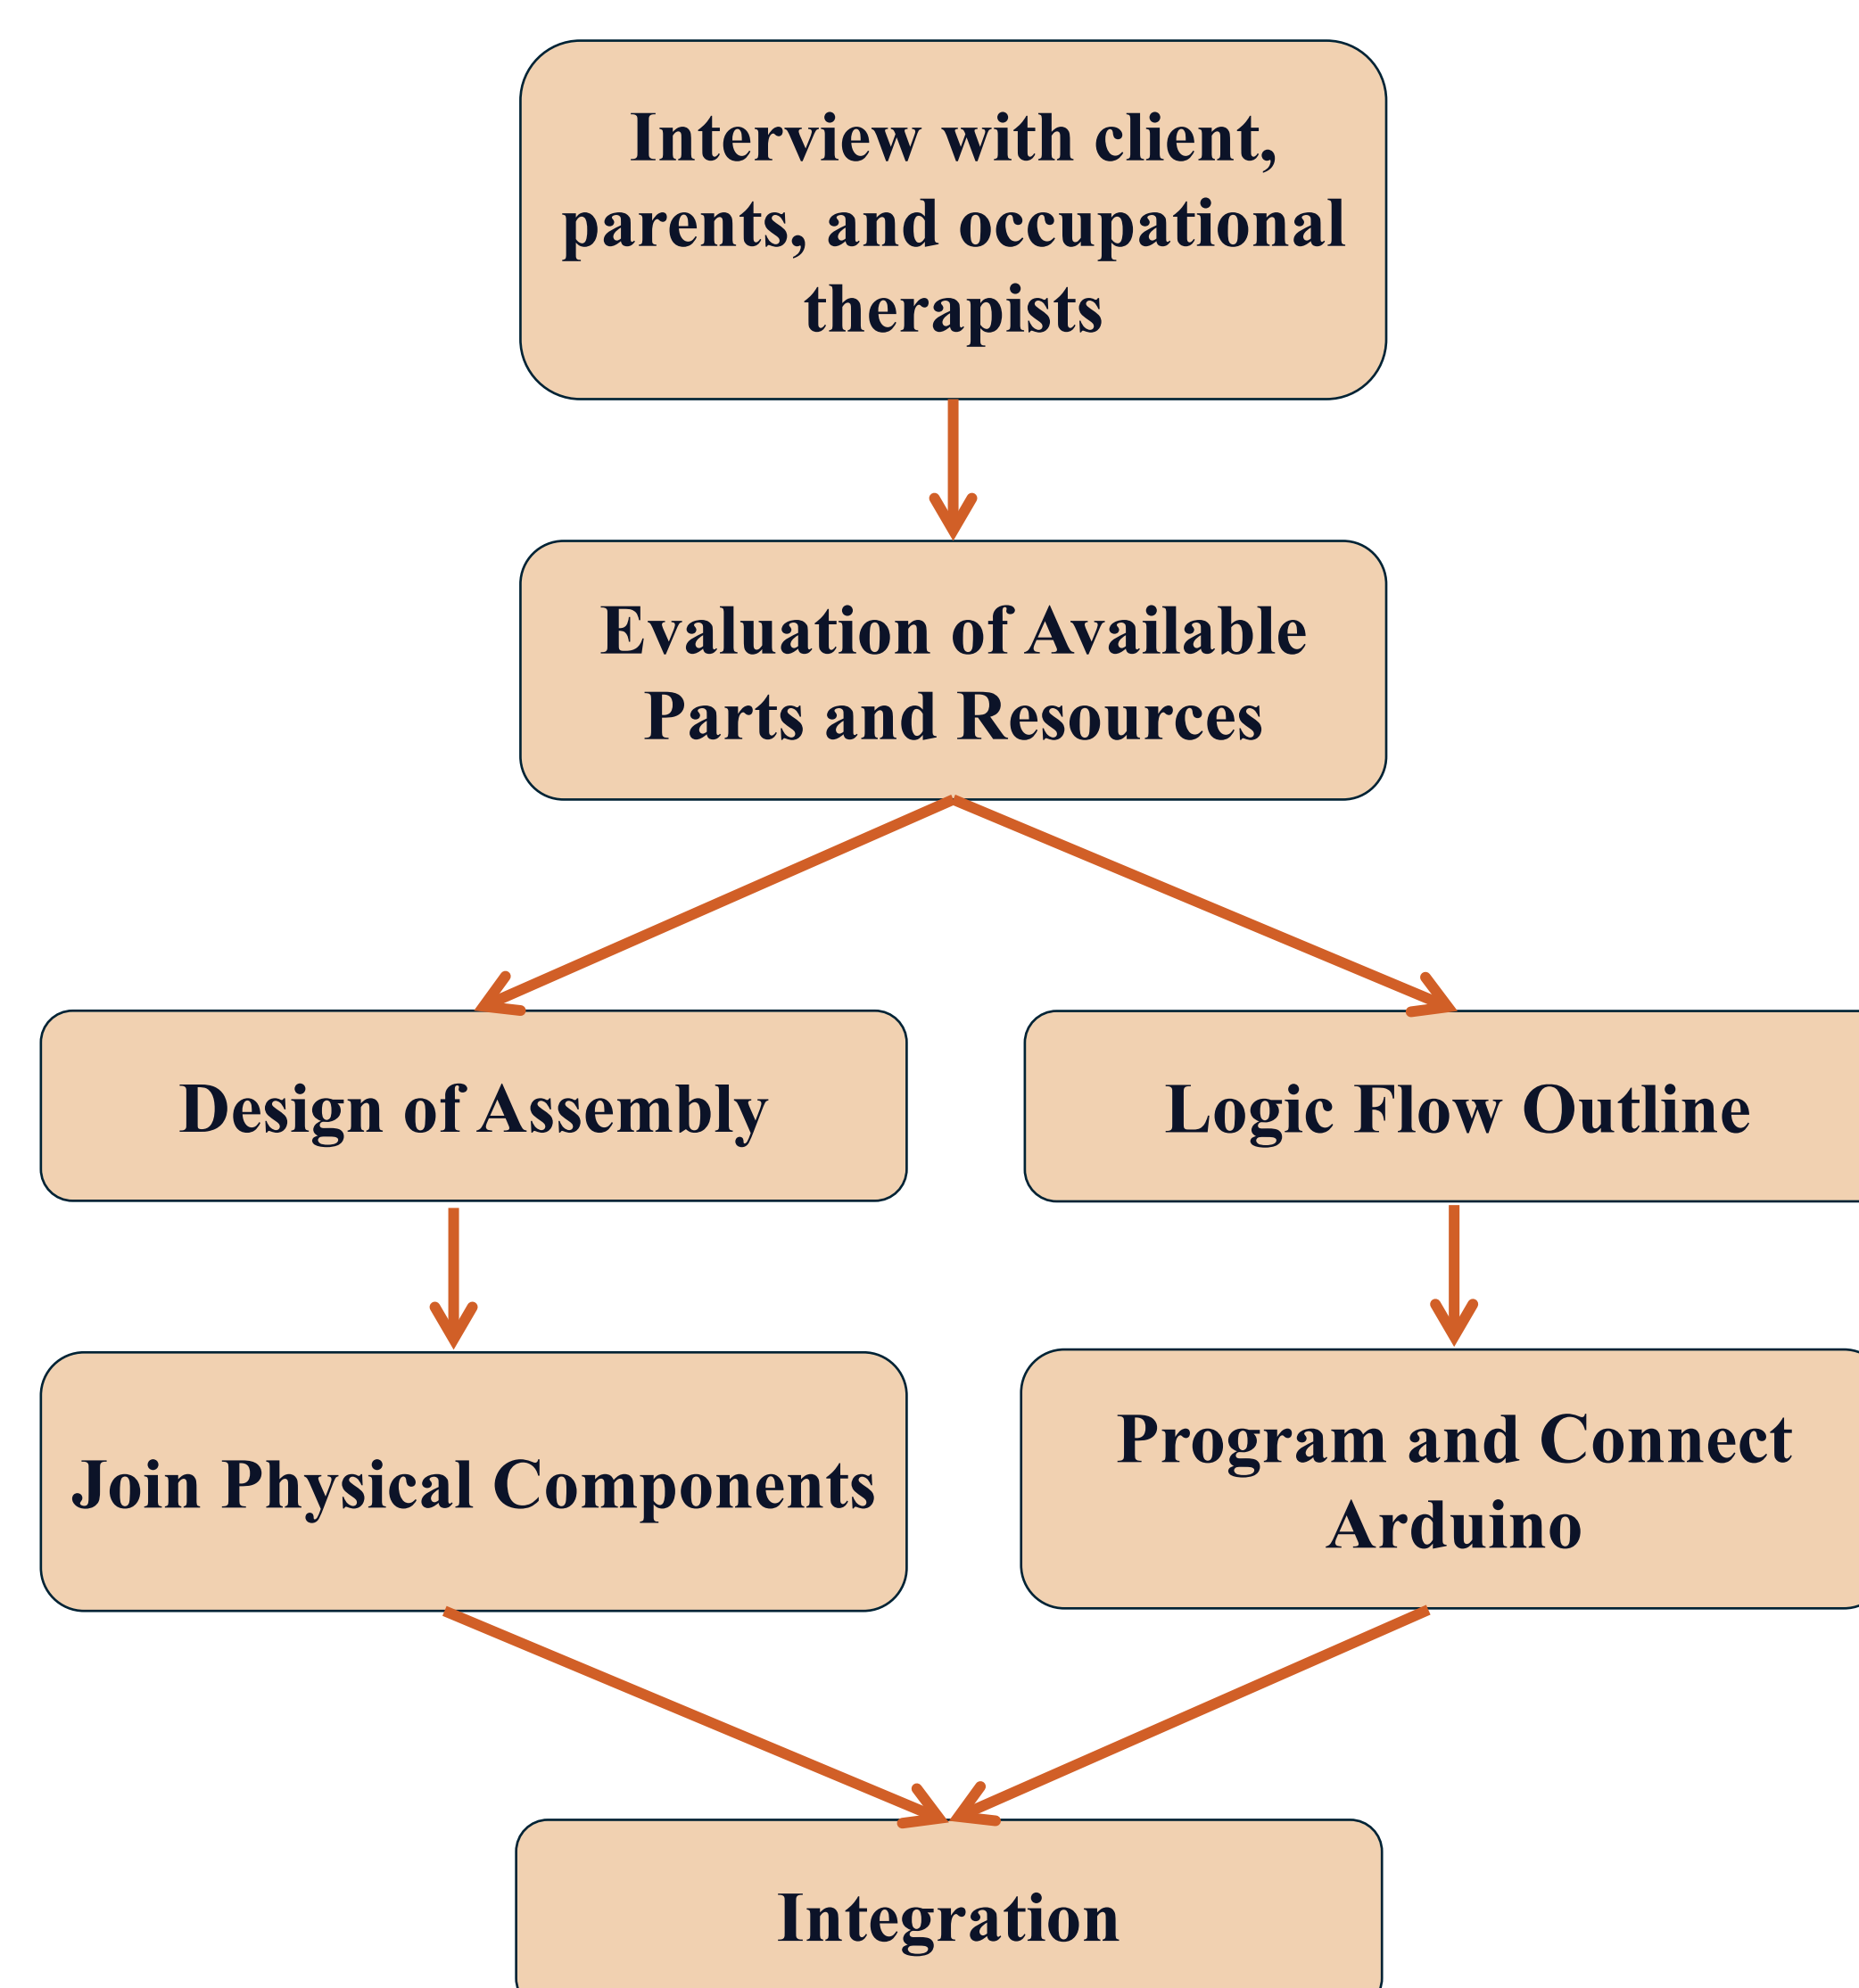 Interview with client,
parents, and occupational
therapists
Evaluation of Available
Parts and Resources
Design of Assembly
Logic Flow Outline
Join Physical Components
Program and Connect
Arduino
Integration